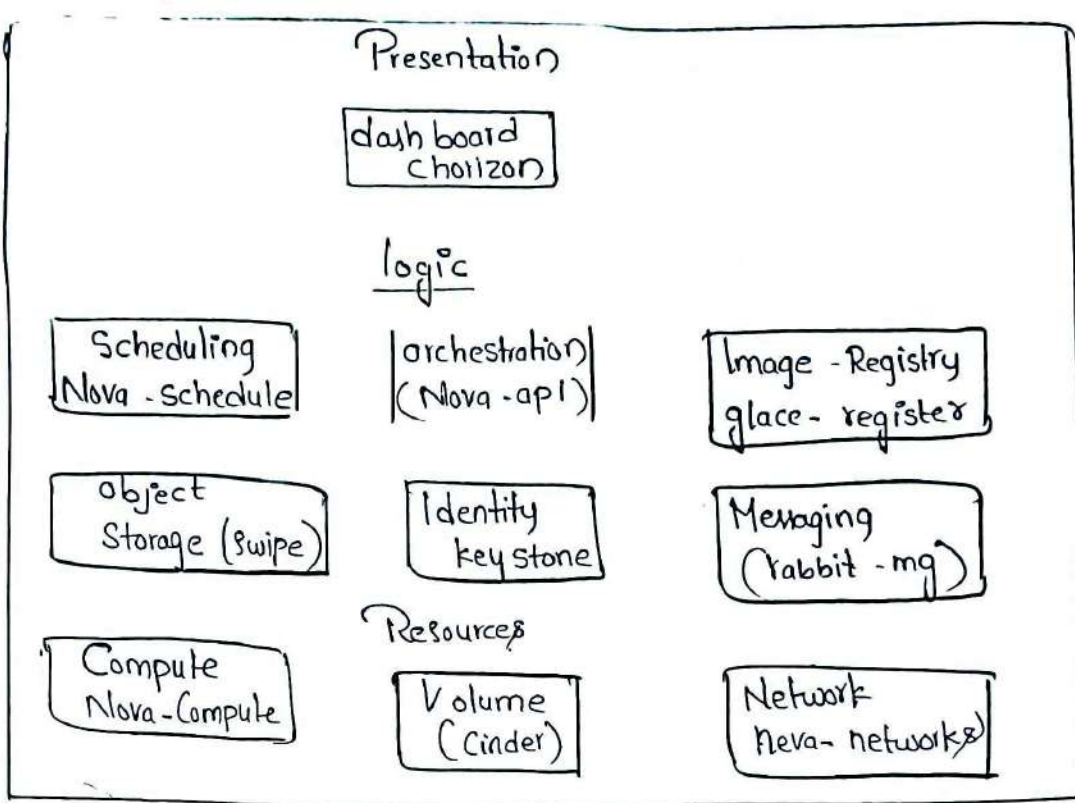 Presentation
dashboard
chorizon
logic
Scheduling
Nova - Schedule
orchestration
(Nova - api)
Image - Registry
glace - register
object
Storage (swipe)
Identity
key stone
Messaging
(rabbit - mq)
Resources
Compute
Nova - Compute
Volume
(Cinder)
Network
neva - networks)